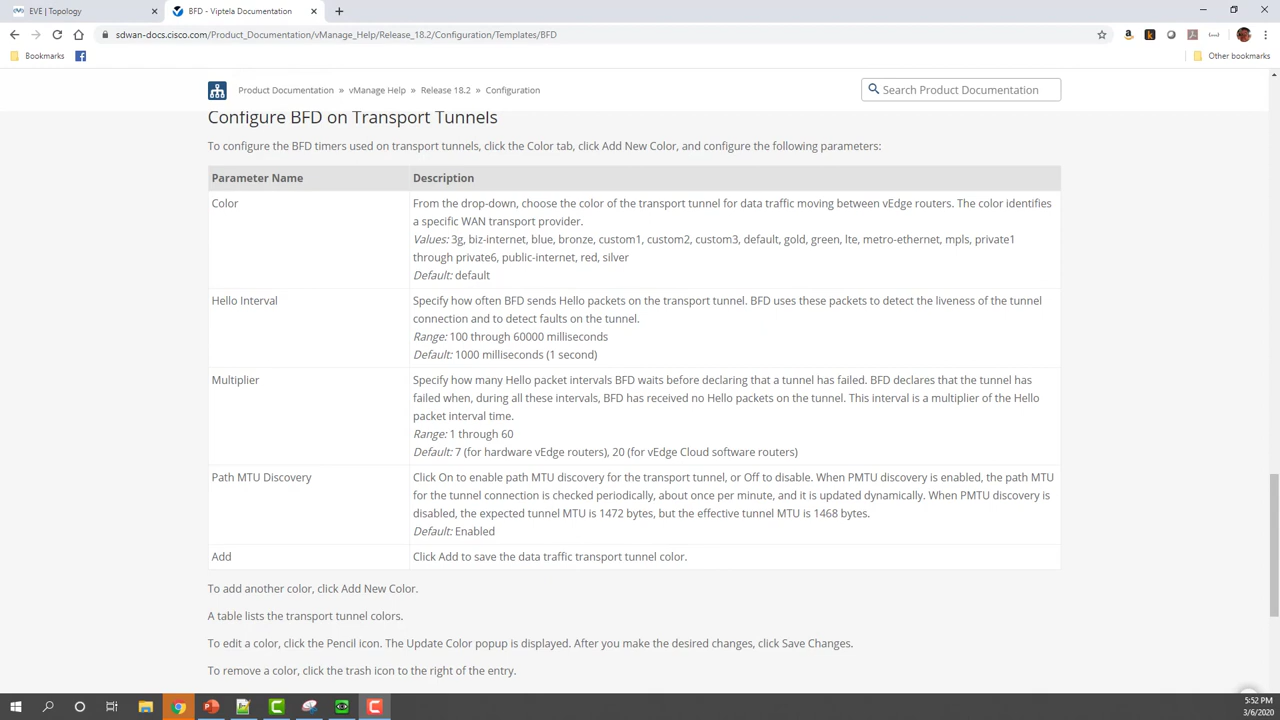 EVE | Topology
BFD - Viptela Documentation
sdwan-docs.cisco.com/Product_Documentation/vManage_Help/Release_18.2/Configuration/Templates/BFD
Bookmarks
Other bookmarks
Product Documentation » vManage Help » Release 18.2 » Configuration
Search Product Documentation
Configure BFD on Transport Tunnels
To configure the BFD timers used on transport tunnels, click the Color tab, click Add New Color, and configure the following parameters:
Parameter Name
Description
Color
From the drop-down, choose the color of the transport tunnel for data traffic moving between vEdge routers. The color identifies
a specific WAN transport provider.
Values: 3g, biz-internet, blue, bronze, custom1, custom2, custom3, default, gold, green, lte, metro-ethernet, mpls, private1
through private6, public-internet, red, silver
Default: default
Hello Interval
Specify how often BFD sends Hello packets on the transport tunnel. BFD uses these packets to detect the liveness of the tunnel
connection and to detect faults on the tunnel.
Range: 100 through 60000 milliseconds
Default: 1000 milliseconds (1 second)
Multiplier
Specify how many Hello packet intervals BFD waits before declaring that a tunnel has failed. BFD declares that the tunnel has
failed when, during all these intervals, BFD has received no Hello packets on the tunnel. This interval is a multiplier of the Hello
packet interval time.
Range: 1 through 60
Default: 7 (for hardware vEdge routers), 20 (for vEdge Cloud software routers)
Path MTU Discovery
Click On to enable path MTU discovery for the transport tunnel, or Off to disable. When PMTU discovery is enabled, the path MTU
for the tunnel connection is checked periodically, about once per minute, and it is updated dynamically. When PMTU discovery is
disabled, the expected tunnel MTU is 1472 bytes, but the effective tunnel MTU is 1468 bytes.
Default: Enabled
Add
Click Add to save the data traffic transport tunnel color.
To add another color, click Add New Color.
A table lists the transport tunnel colors.
To edit a color, click the Pencil icon. The Update Color popup is displayed. After you make the desired changes, click Save Changes.
To remove a color, click the trash icon to the right of the entry.
5:52 PM
3/6/2020